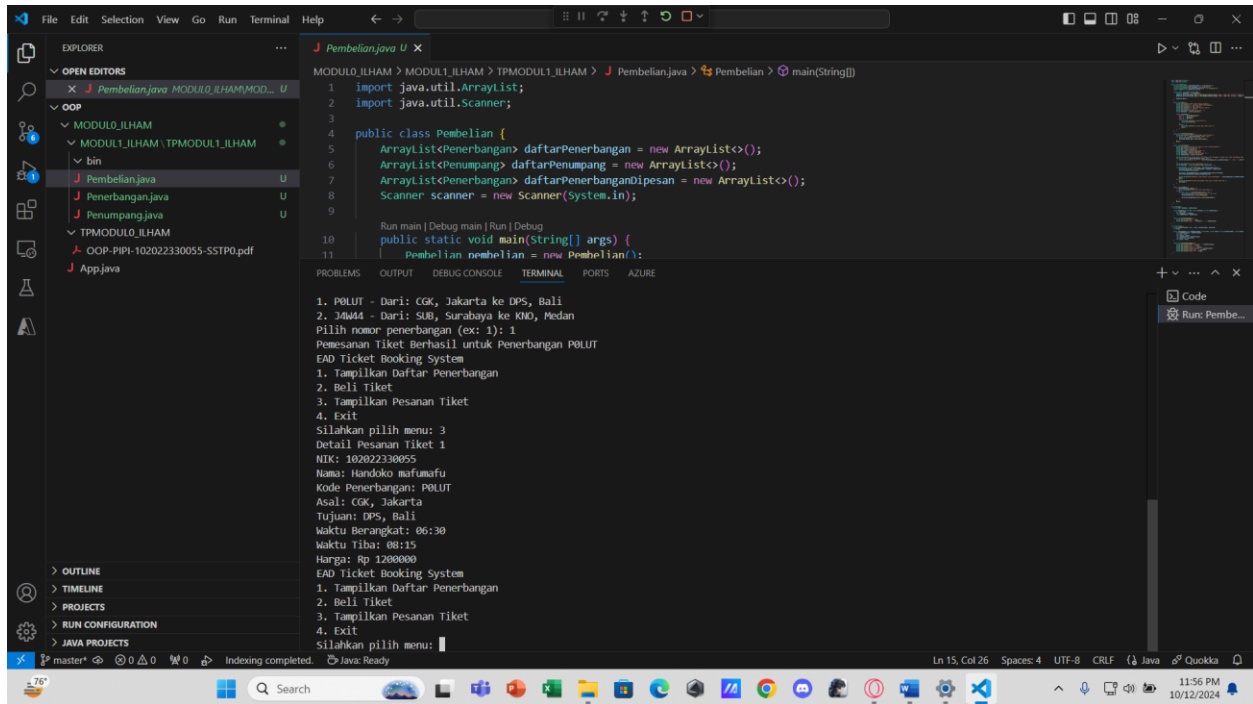 File Edit Selection View Go Run Terminal Help
EXPLORER
OPEN EDITORS
Pembelian.java MODUL0_ILHAM\MOD... U
OOP
MODUL0_ILHAM
MODUL1_ILHAM \ TPMODUL1_ILHAM
bin
Pembelian.java U
Penerbangan.java U
Penumpang.java U
TPMODUL0_ILHAM
OOP-PIPI-102022330055-SSTP0.pdf
App.java
OUTLINE
TIMELINE
PROJECTS
RUN CONFIGURATION
JAVA PROJECTS
Pembelian.java U
MODUL0_ILHAM > MODUL1_ILHAM > TPMODUL1_ILHAM > Pembelian.java > Pembelian > main(String[])
1 import java.util.ArrayList;
2 import java.util.Scanner;
3
4 public class Pembelian {
5 ArrayList<Penerbangan> daftarPenerbangan = new ArrayList<>();
6 ArrayList<Penumpang> daftarPenumpang = new ArrayList<>();
7 ArrayList<Penerbangan> daftarPenerbanganDipesan = new ArrayList<>();
8 Scanner scanner = new Scanner(System.in);
9
Run main | Debug main | Run | Debug
10 public static void main(String[] args) {
11 Pembelian pembelian = new Pembelian();
PROBLEMS OUTPUT DEBUG CONSOLE TERMINAL PORTS AZURE
1. P0LUT - Dari: CGK, Jakarta ke DPS, Bali
2. J4W44 - Dari: SUB, Surabaya ke KNO, Medan
Pilih nomor penerbangan (ex: 1): 1
Pemesanan Tiket Berhasil untuk Penerbangan P0LUT
EAD Ticket Booking System
1. Tampilkan Daftar Penerbangan
2. Beli Tiket
3. Tampilkan Pesanan Tiket
4. Exit
Silahkan pilih menu: 3
Detail Pesanan Tiket 1
NIK: 102022330055
Nama: Handoko mafumafu
Kode Penerbangan: P0LUT
Asal: CGK, Jakarta
Tujuan: DPS, Bali
Waktu Berangkat: 06:30
Waktu Tiba: 08:15
Harga: Rp 1200000
EAD Ticket Booking System
1. Tampilkan Daftar Penerbangan
2. Beli Tiket
3. Tampilkan Pesanan Tiket
4. Exit
Silahkan pilih menu:
Code
Run: Pembe...
master* 0 0 0 Indexing completed. Java: Ready Ln 15, Col 26 Spaces: 4 UTF-8 CRLF Java Quokka
76°
Search
11:56 PM
10/12/2024